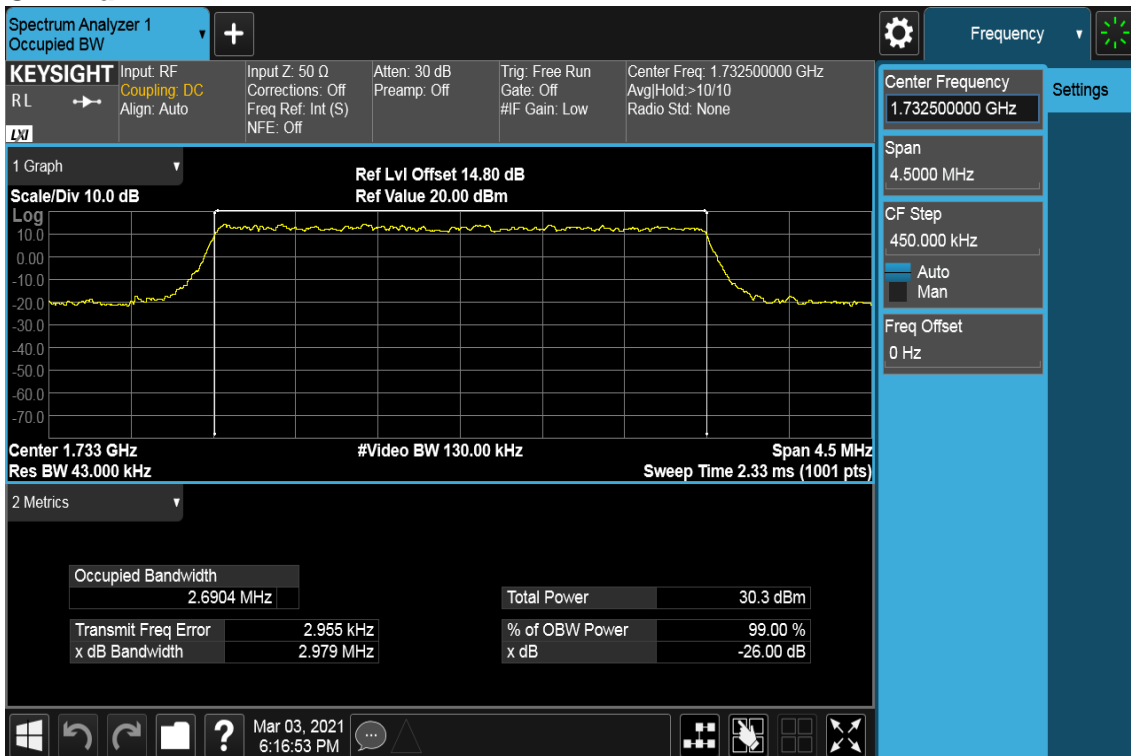 Spectrum Analyzer 1
Occupied BW
+
Frequency
KEYSIGHT
RL
LXI
Input: RF
Coupling: DC
Align: Auto
Input Z: 50 Ω
Corrections: Off
Freq Ref: Int (S)
NFE: Off
Atten: 30 dB
Preamp: Off
Trig: Free Run
Gate: Off
#IF Gain: Low
Center Freq: 1.732500000 GHz
Avg|Hold:>10/10
Radio Std: None
Center Frequency
1.732500000 GHz
Settings
Span
4.5000 MHz
CF Step
450.000 kHz
Auto
Man
Freq Offset
0 Hz
1 Graph
Scale/Div 10.0 dB
Ref Lvl Offset 14.80 dB
Ref Value 20.00 dBm
Log
10.0
0.00
-10.0
-20.0
-30.0
-40.0
-50.0
-60.0
-70.0
Center 1.733 GHz
#Video BW 130.00 kHz
Span 4.5 MHz
Res BW 43.000 kHz
Sweep Time 2.33 ms (1001 pts)
2 Metrics
Occupied Bandwidth
2.6904 MHz
Transmit Freq Error 2.955 kHz
x dB Bandwidth 2.979 MHz
Total Power 30.3 dBm
% of OBW Power 99.00 %
x dB -26.00 dB
?
Mar 03, 2021
6:16:53 PM